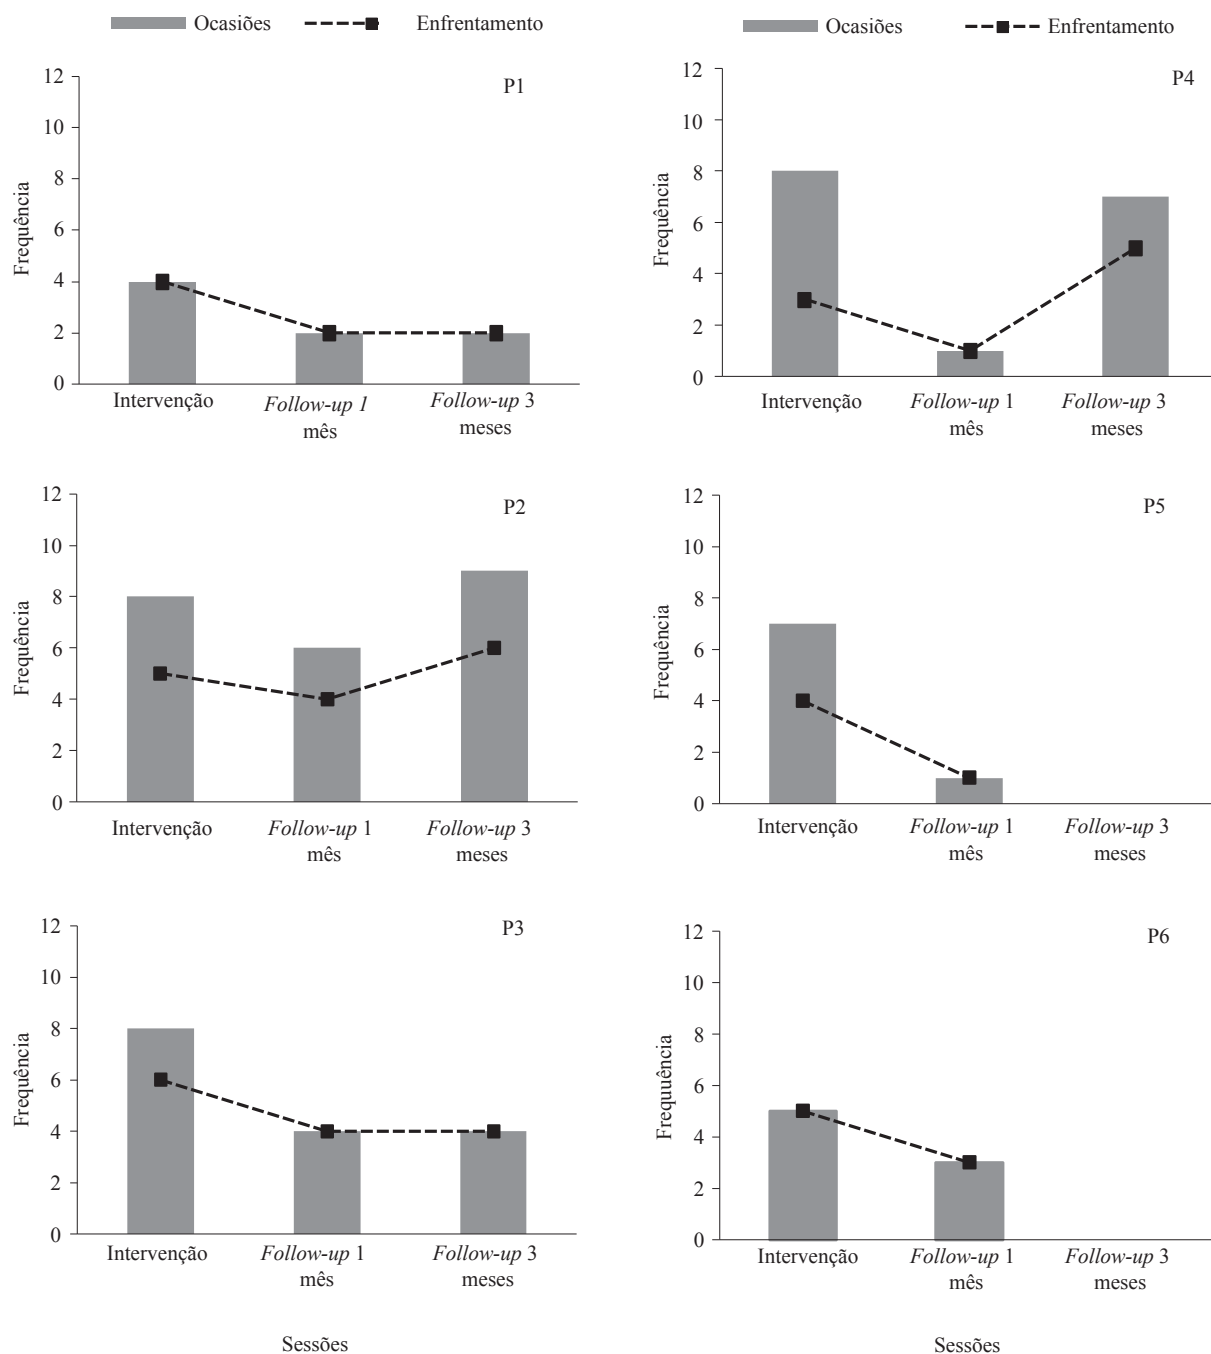 Ocasiões Enfrentamento
P1
12
10
8
6
4
2
0
Frequência
Intervenção Follow-up 1 Follow-up 3
mês meses
P2
12
10
8
6
4
2
0
Frequência
Intervenção Follow-up 1 Follow-up 3
mês meses
P3
12
10
8
6
4
2
0
Frequência
Intervenção Follow-up 1 Follow-up 3
mês meses
Sessões
Ocasiões Enfrentamento
P4
12
10
8
6
4
2
0
Frequência
Intervenção Follow-up 1 Follow-up 3
mês meses
P5
12
10
8
6
4
2
0
Frequência
Intervenção Follow-up 1 Follow-up 3
mês meses
P6
12
10
8
6
4
2
0
Frequuência
Intervenção Follow-up 1 Follow-up 3
mês meses
Sessões